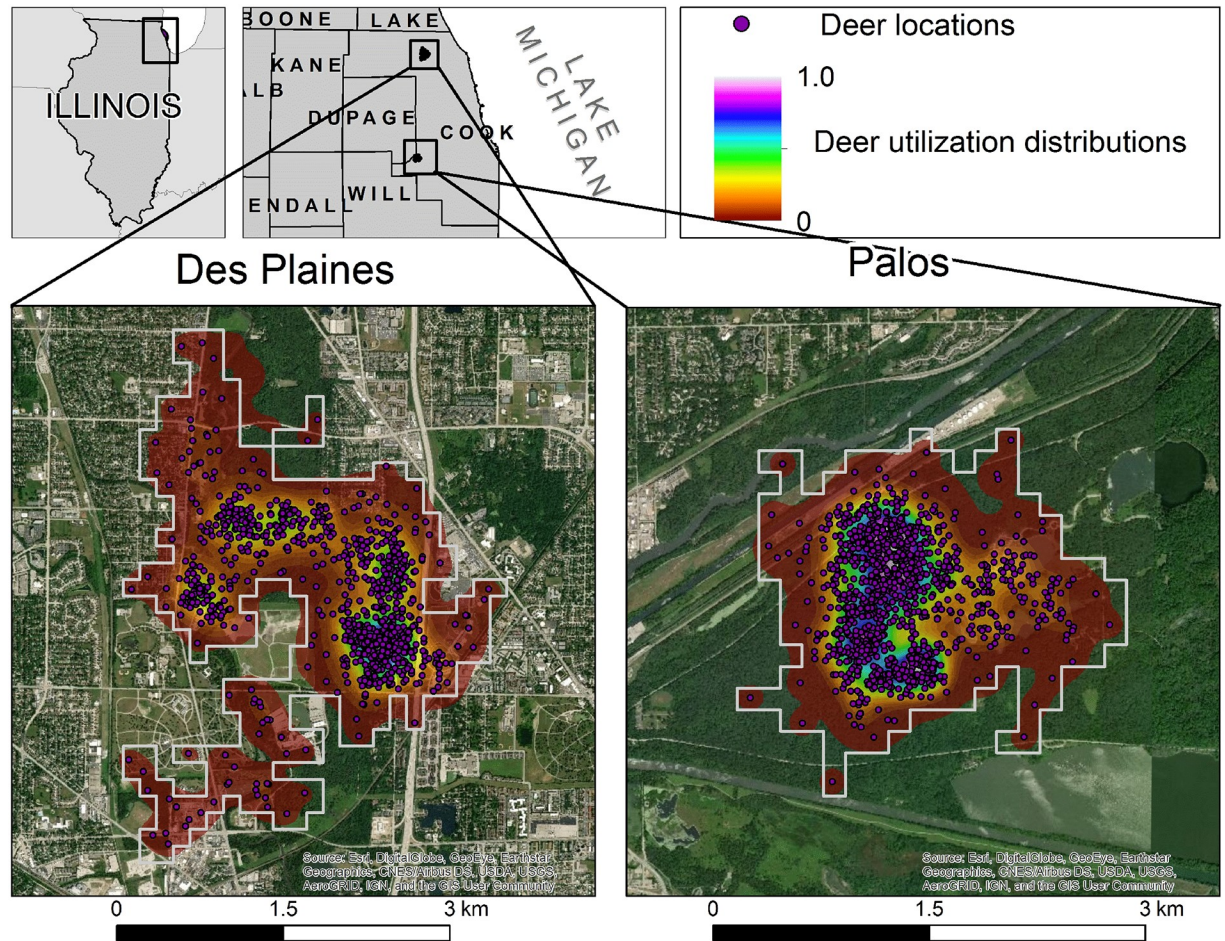 ILLINOIS
BOONE
LAKE
KANE
ALB
DUPAGE
COOK
WILL
ENDALL
LAKE
MICHIGAN
Deer locations
1.0
Deer utilization distributions
0
Des Plaines
Palos
Source: Esri, DigitalGlobe, GeoEye, Earthstar
Geographics, CNES/Airbus DS, USDA, USGS,
AeroGRID, IGN, and the GIS User Community
Source: Esri, DigitalGlobe, GeoEye, Earthstar
Geographics, CNES/Airbus DS, USDA, USGS,
AeroGRID, IGN, and the GIS User Community
0 1.5 3 km
0 1.5 3 km